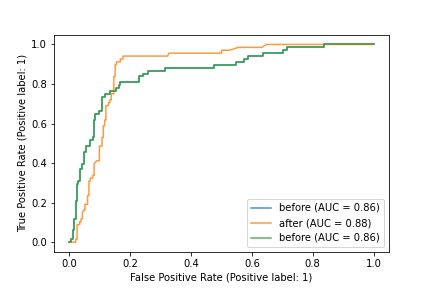 1.0
0.8
0.6
0.4
0.2
0.0
True Positive Rate (Positive label: 1)
before (AUC = 0.86)
after (AUC = 0.88)
before (AUC = 0.86)
0.0 0.2 0.4 0.6 0.8 1.0
False Positive Rate (Positive label: 1)